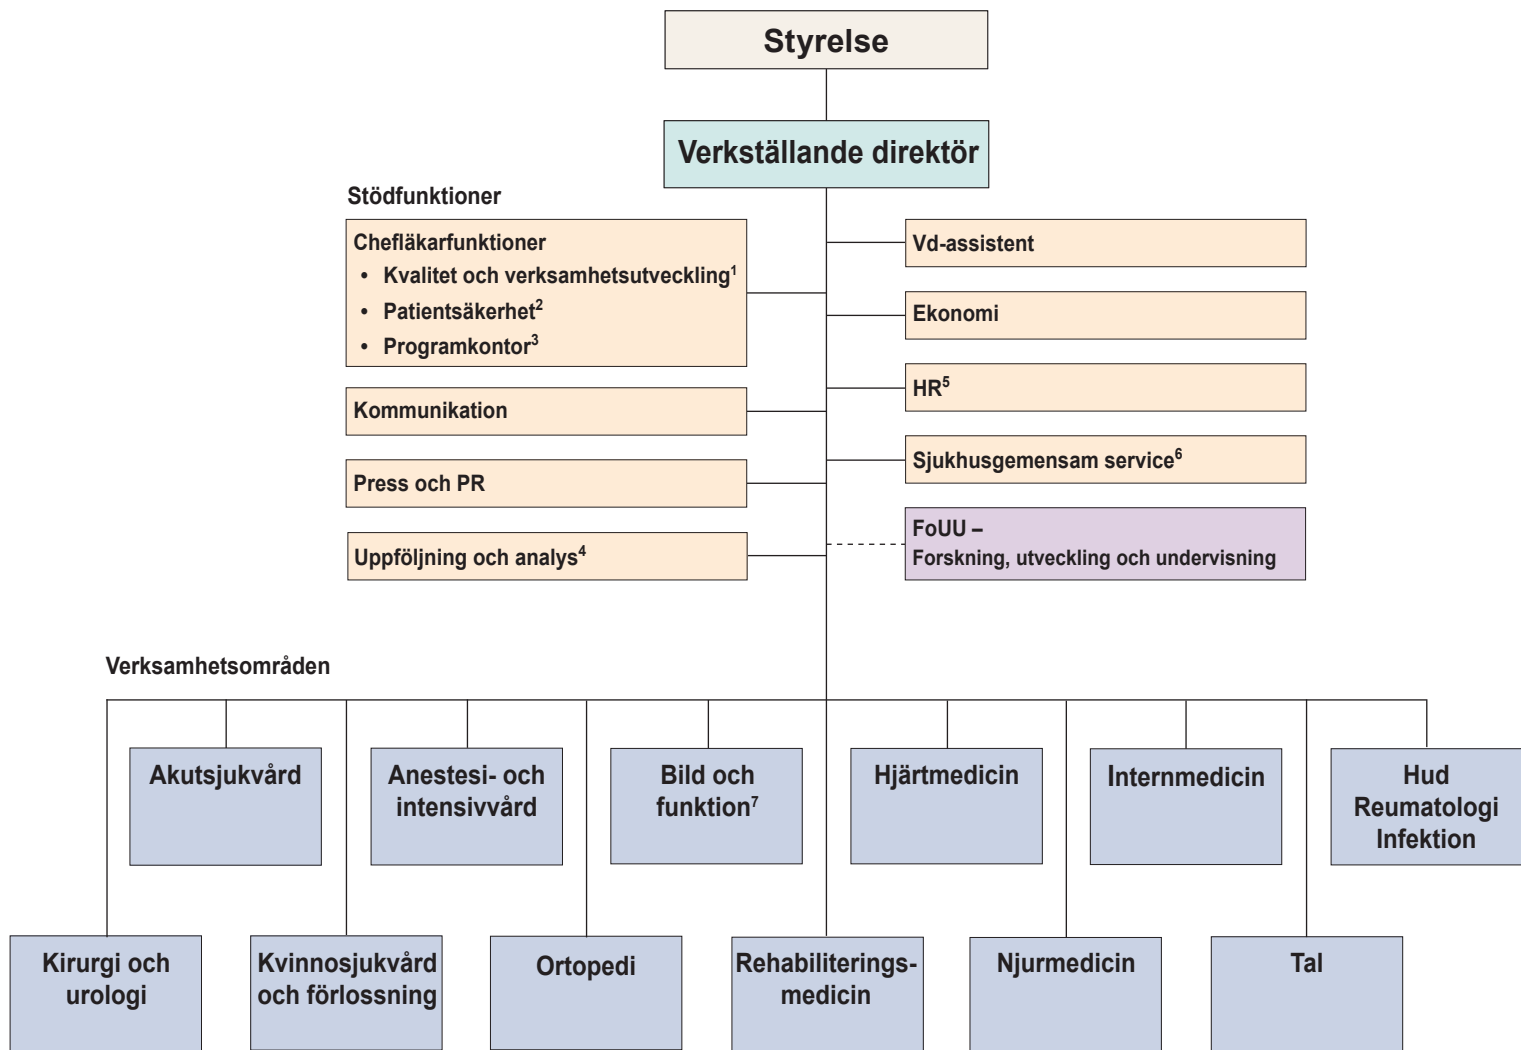 Styrelse
Verkställande direktör
Stödfunktioner
Chefläkarfunktioner
• Kvalitet och verksamhetsutveckling¹
• Patientsäkerhet²
• Programkontor³
Kommunikation
Press och PR
Uppföljning och analys⁴
Vd-assistent
Ekonomi
HR⁵
Sjukhusgemensam service⁶
FoUU –
Forskning, utveckling och undervisning
Verksamhetsområden
Akutsjukvård
Anestesi- och
intensivvård
Bild och
funktion⁷
Hjärtmedicin
Internmedicin
Hud
Reumatologi
Infektion
Kirurgi och
urologi
Kvinnosjukvård
och förlossning
Ortopedi
Rehabiliterings-
medicin
Njurmedicin
Tal